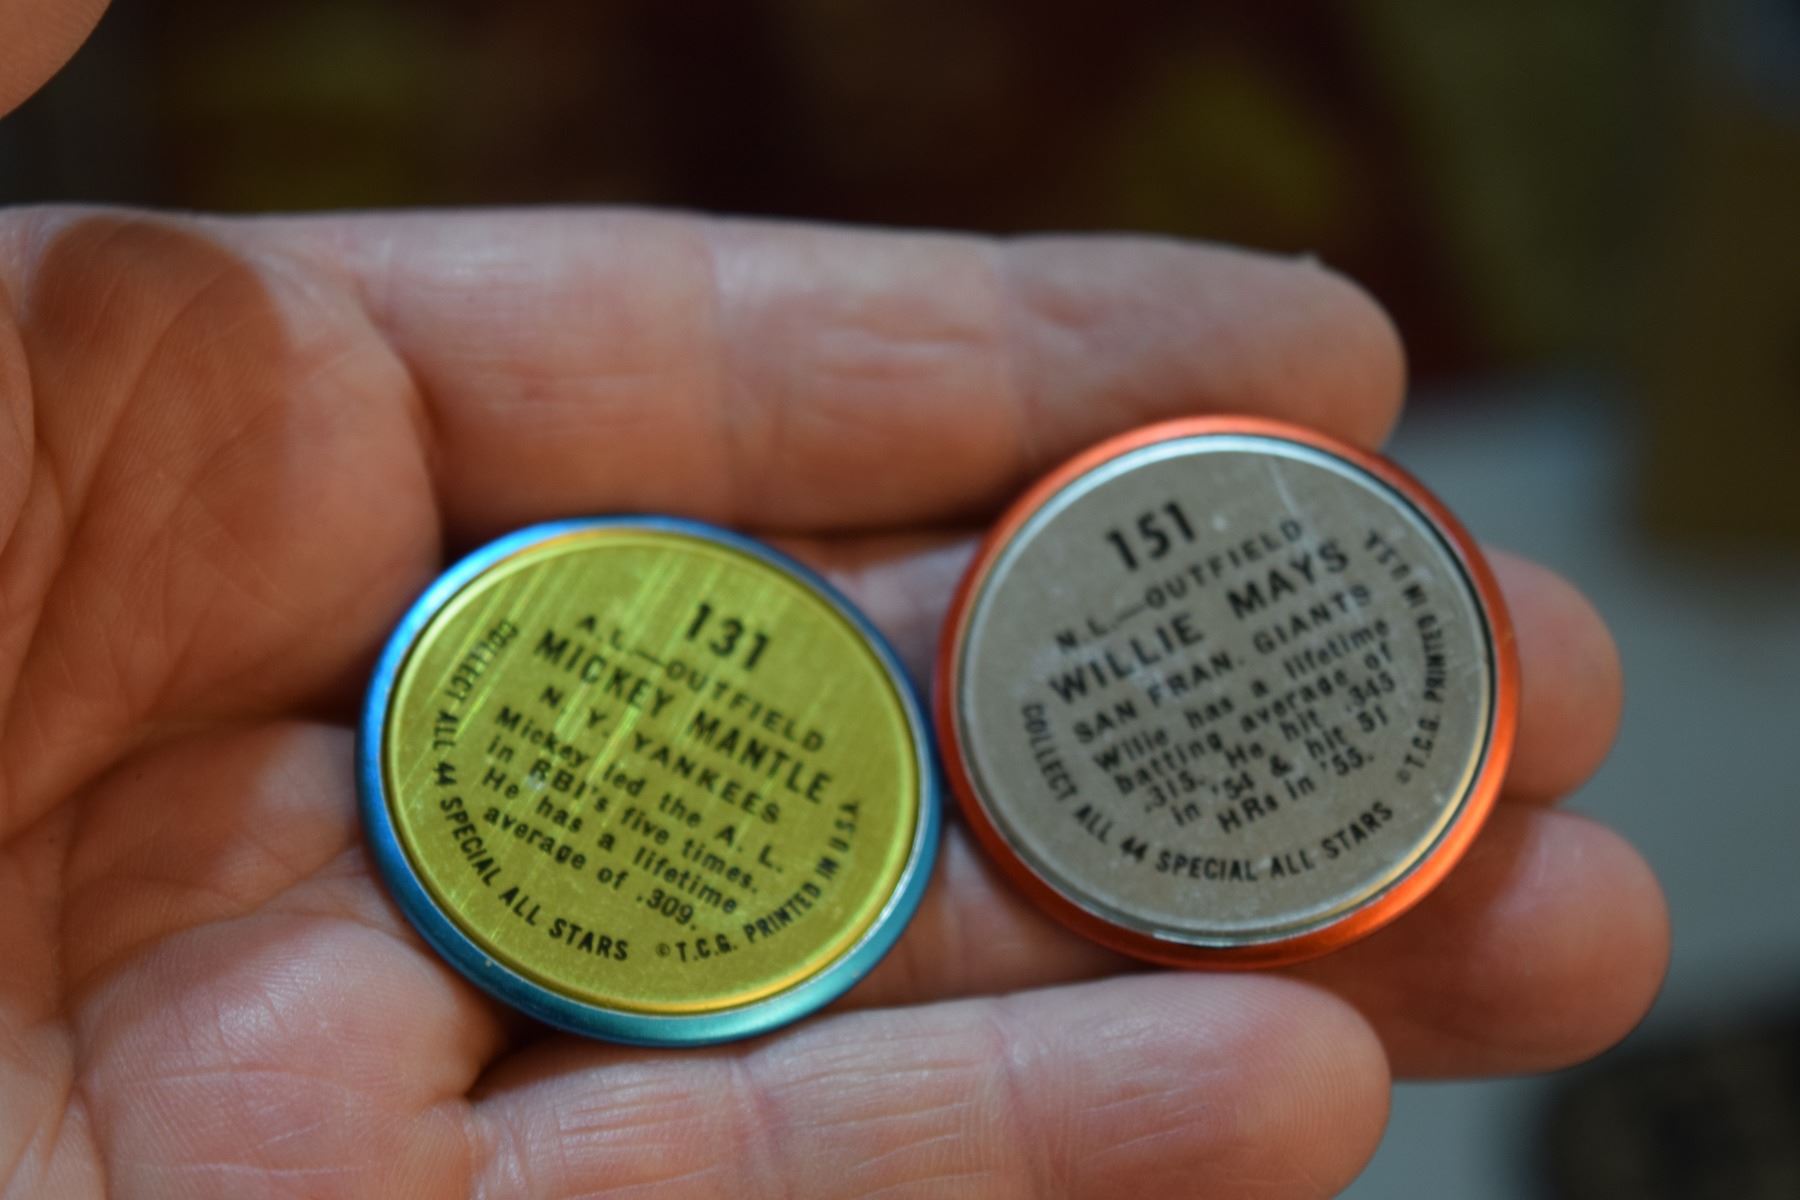 131
A.L.—OUTFIELD
MICKEY MANTLE
N. Y. YANKEES
Mickey led the A. L.
in RBI's five times.
He has a lifetime
average of .309.
COLLECT ALL 44 SPECIAL ALL STARS ©T.C.G. PRINTED IN U.S.A.
151
N.L.—OUTFIELD
WILLIE MAYS
SAN FRAN. GIANTS
Willie has a lifetime
batting average of
.315. He hit .345
in '54 & hit 51
HRs in '55.
COLLECT ALL 44 SPECIAL ALL STARS ©T.C.G. PRINTED IN U.S.A.